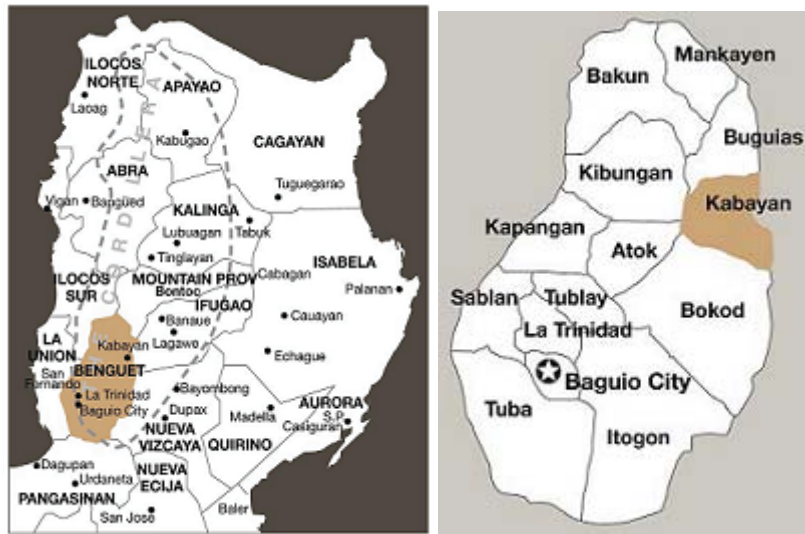 ILOCOS
NORTE
APAYAO
Laoag
Kabugao
CAGAYAN
ABRA
Tuguegarao
Vigan
Bangüed
KALINGA
Lubuagan
Tabuk
Tinglayan
ISABELA
ILOCOS
SUR
MOUNTAIN PROV
Cabagan
Bontoc
Palanan
IFUGAO
Banaue
Cauayan
LA
UNION
Kabayan
Lagawe
Echague
San
Fernando
BENGUET
La Trinidad
Bayombong
Baguio City
Dupax
Madella
AURORA
S.P.
Casiguran
NUEVA
VIZCAYA
QUIRINO
Dagupan
Urdaneta
NUEVA
ECIJA
PANGASINAN
San José
Baler
Mankayen
Bakun
Buguias
Kibungan
Kabayan
Kapangan
Atok
Sablan
Tublay
Bokod
La Trinidad
Baguio City
Tuba
Itogon